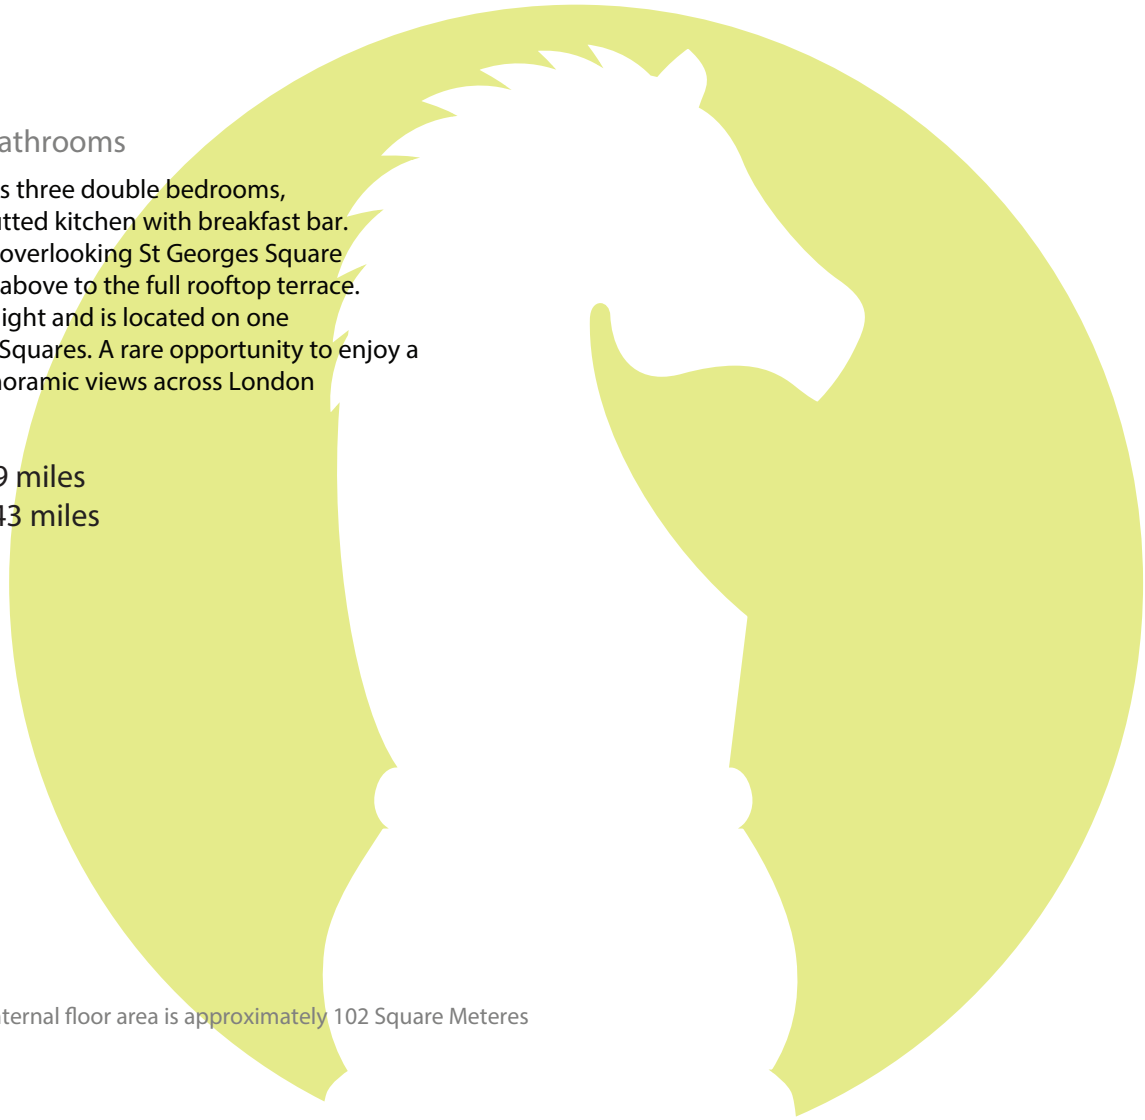 athrooms
s three double bedrooms,
tted kitchen with breakfast bar.
overlooking St Georges Square
above to the full rooftop terrace.
ight and is located on one
Squares. A rare opportunity to enjoy a
noramic views across London
9 miles
43 miles
ternal floor area is approximately 102 Square Meteres